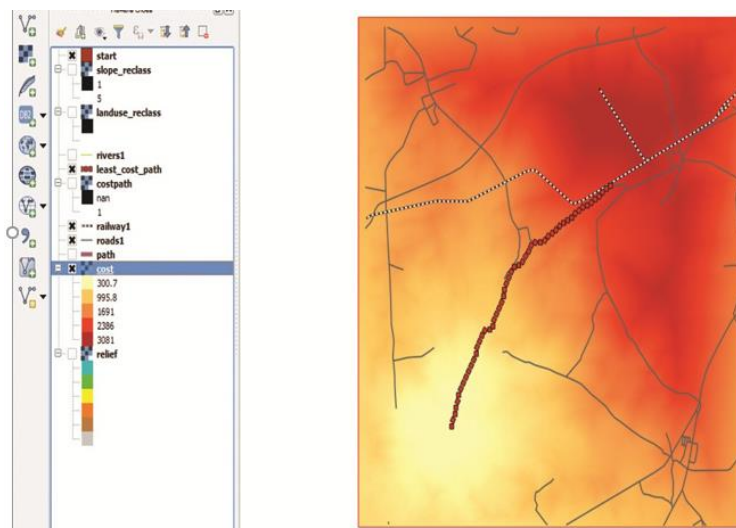 start
slope_reclass
1
5
landuse_reclass
rivers1
least_cost_path
costpath
nan
1
railway1
roads1
path
cost
300.7
995.8
1691
2386
3081
relief